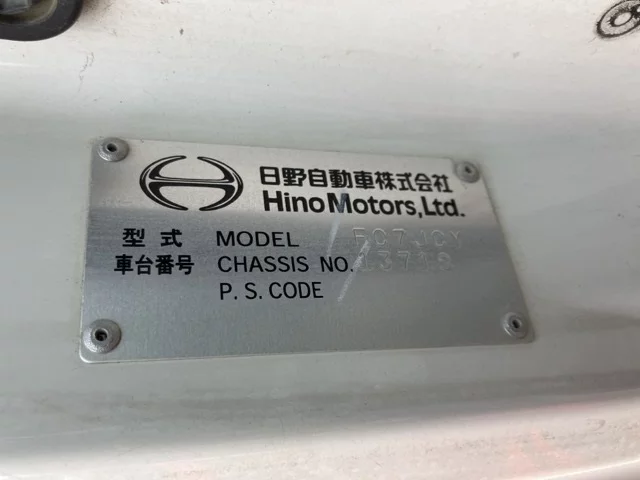 日野自動車株式会社
Hino Motors, Ltd.
型式 MODEL FC7JCY
車台番号 CHASSIS NO.
P.S.CODE